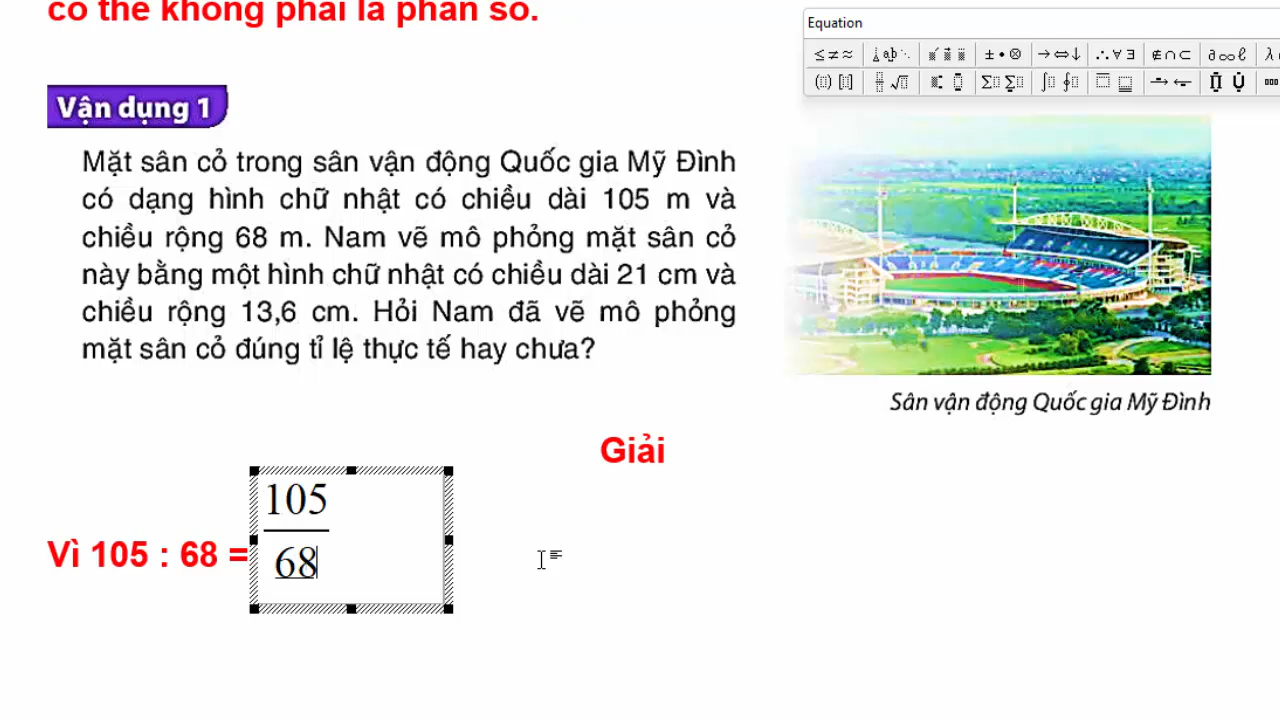 có thể không phải là phân số.
Equation
Vận dụng 1
Mặt sân cỏ trong sân vận động Quốc gia Mỹ Đình
có dạng hình chữ nhật có chiều dài 105 m và
chiều rộng 68 m. Nam vẽ mô phỏng mặt sân cỏ
này bằng một hình chữ nhật có chiều dài 21 cm và
chiều rộng 13,6 cm. Hỏi Nam đã vẽ mô phỏng
mặt sân cỏ đúng tỉ lệ thực tế hay chưa?
Sân vận động Quốc gia Mỹ Đình
Giải
Vì 105 : 68 =
105
68